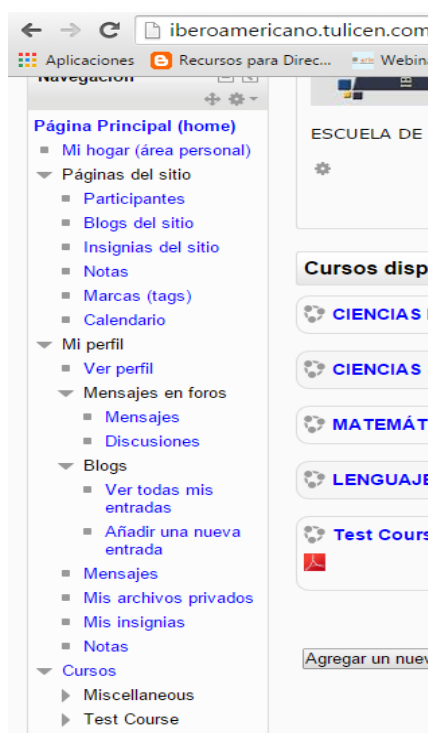 iberoamericano.tulicen.com
Aplicaciones Recursos para Direc... Webin
Navegación
Página Principal (home)
Mi hogar (área personal)
Páginas del sitio
Participantes
Blogs del sitio
Insignias del sitio
Notas
Marcas (tags)
Calendario
Mi perfil
Ver perfil
Mensajes en foros
Mensajes
Discusiones
Blogs
Ver todas mis
entradas
Añadir una nueva
entrada
Mensajes
Mis archivos privados
Mis insignias
Notas
Cursos
Miscellaneous
Test Course
ESCUELA DE
Cursos disp
CIENCIAS
CIENCIAS
MATEMÁT
LENGUAJE
Test Cours
Agregar un nuev